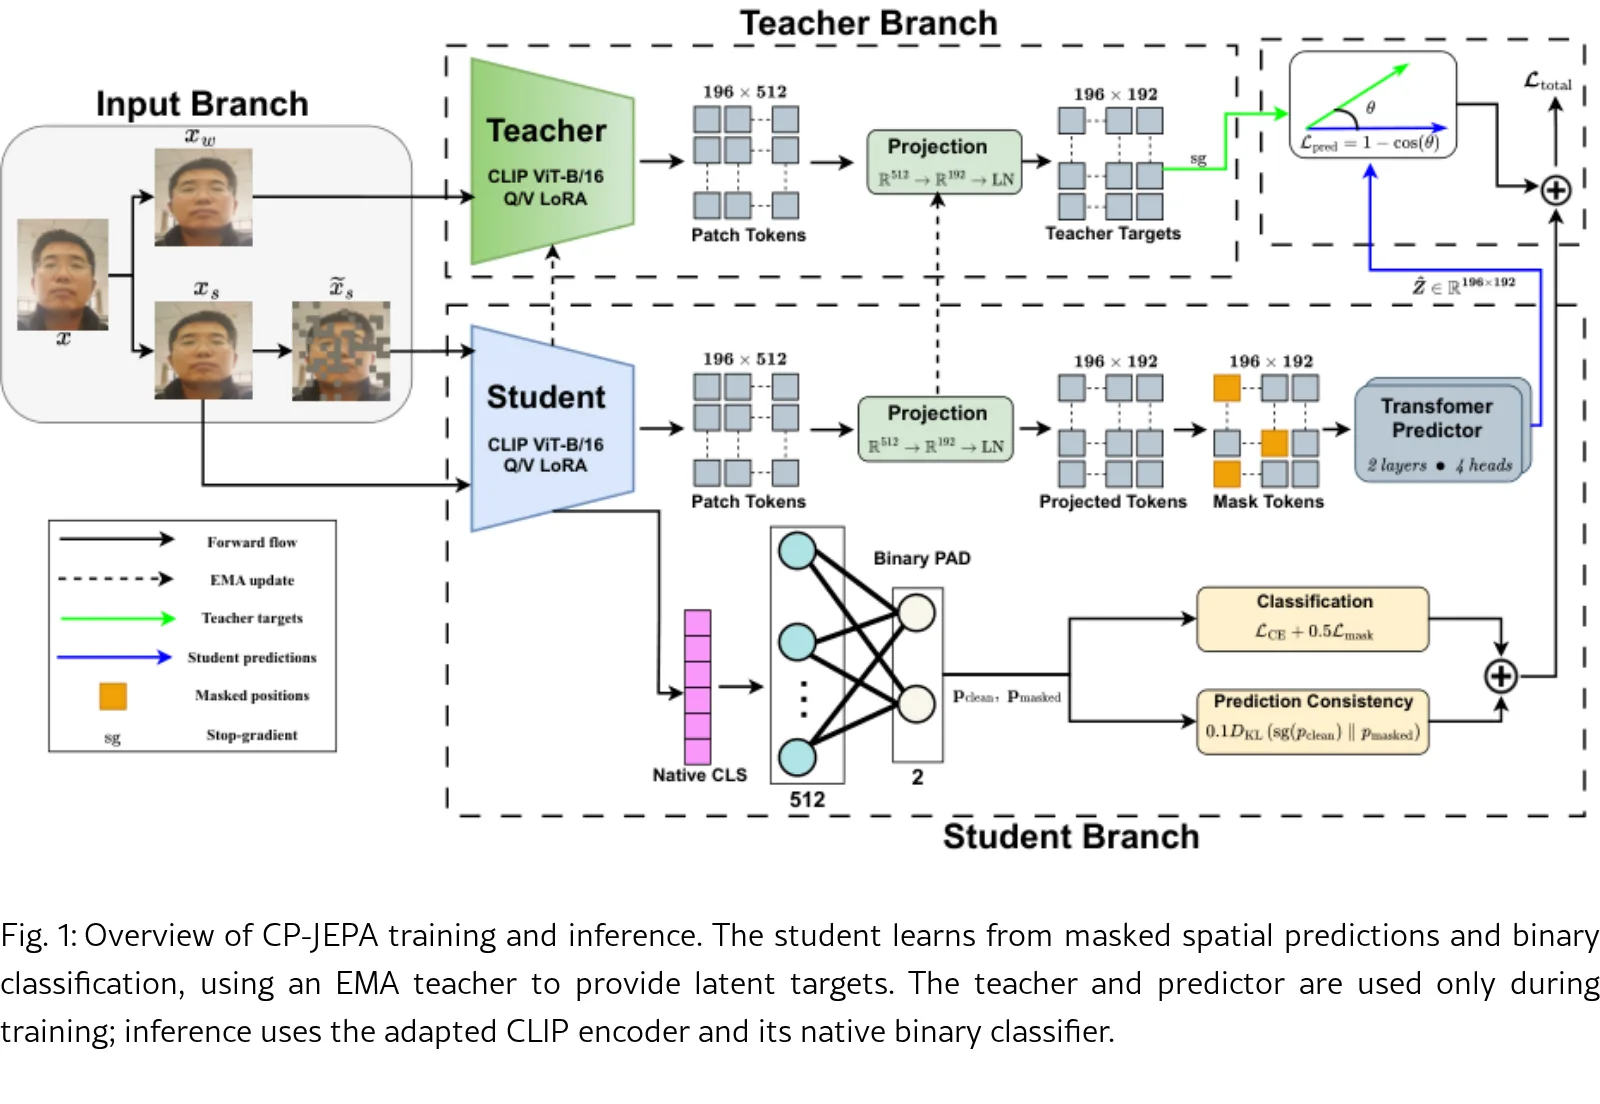 Teacher Branch
Input Branch
x_w
x
x_s
x̃_s
Teacher
CLIP ViT-B/16
Q/V LoRA
196 × 512
Patch Tokens
Projection
ℝ^512 → ℝ^192 → LN
196 × 192
Teacher Targets
sg
θ
ℒ_pred = 1 − cos(θ)
ℒ_total
Ẑ ∈ ℝ^196×192
Student
CLIP ViT-B/16
Q/V LoRA
196 × 512
Patch Tokens
Projection
ℝ^512 → ℝ^192 → LN
196 × 192
Projected Tokens
196 × 192
Mask Tokens
Transfomer
Predictor
2 layers • 4 heads
Forward flow
EMA update
Teacher targets
Student predictions
Masked positions
sg Stop-gradient
Native CLS
512
Binary PAD
2
p_clean, p_masked
Classification
ℒ_CE + 0.5ℒ_mask
Prediction Consistency
0.1D_KL (sg(p_clean) ∥ p_masked)
Student Branch
Fig. 1: Overview of CP-JEPA training and inference. The student learns from masked spatial predictions and binary
classification, using an EMA teacher to provide latent targets. The teacher and predictor are used only during
training; inference uses the adapted CLIP encoder and its native binary classifier.